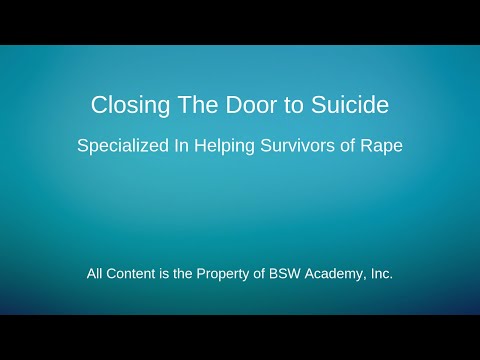 Closing The Door to Suicide
Specialized In Helping Survivors of Rape
All Content is the Property of BSW Academy, Inc.